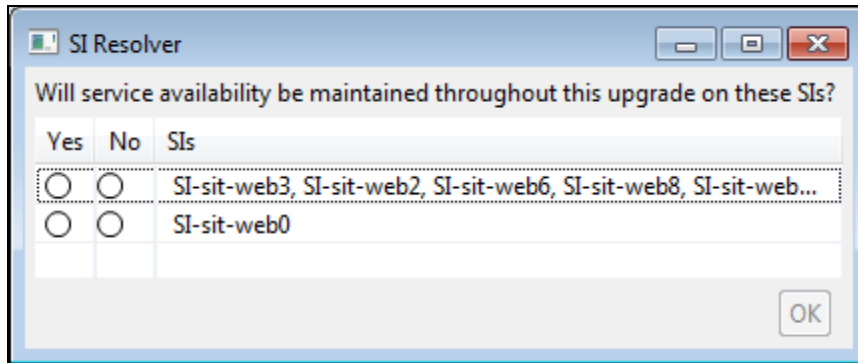 SI Resolver
Will service availability be maintained throughout this upgrade on these SIs?
Yes No SIs
SI-sit-web3, SI-sit-web2, SI-sit-web6, SI-sit-web8, SI-sit-web...
SI-sit-web0
OK